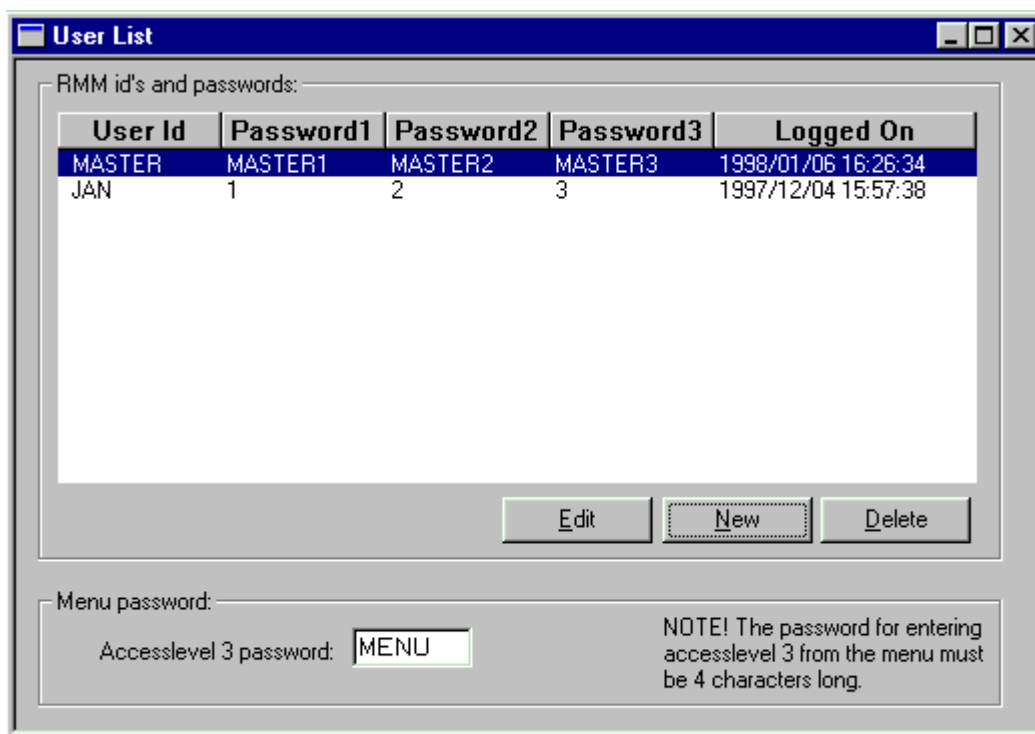 User List
RMM id's and passwords:
User Id Password1 Password2 Password3 Logged On
MASTER MASTER1 MASTER2 MASTER3 1998/01/06 16:26:34
JAN 1 2 3 1997/12/04 15:57:38
Edit New Delete
Menu password:
Accesslevel 3 password: MENU
NOTE! The password for entering
accesslevel 3 from the menu must
be 4 characters long.